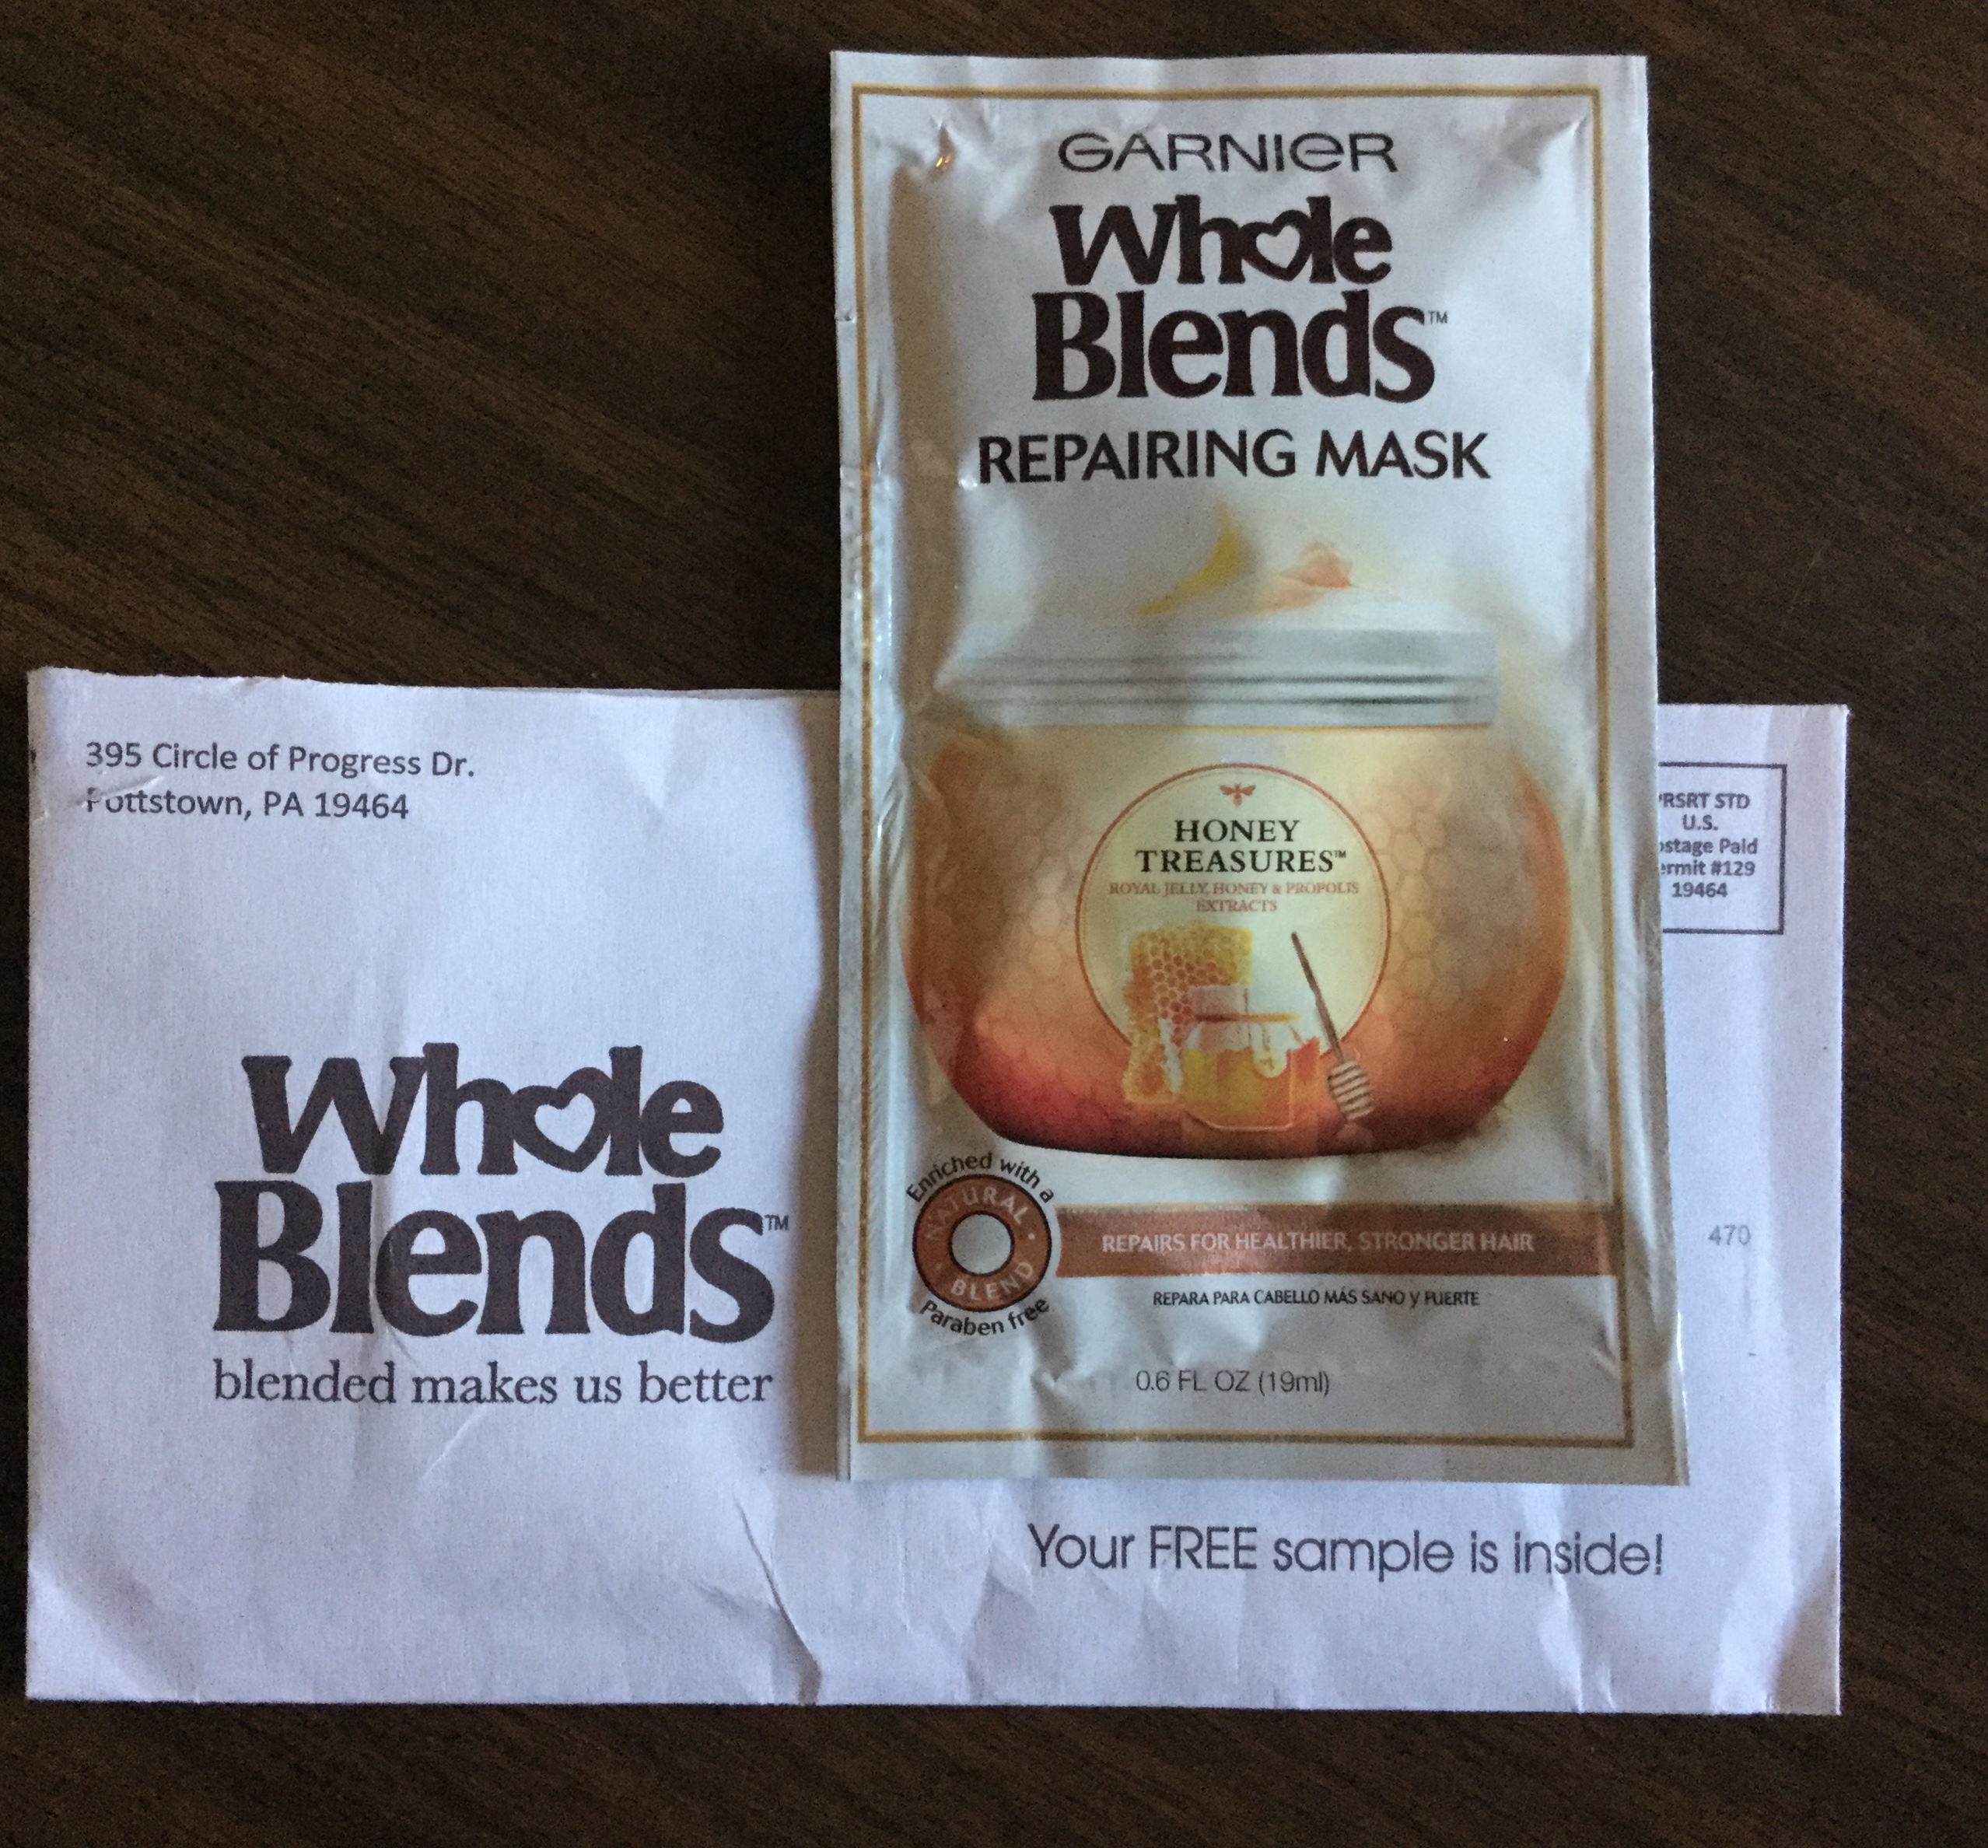 GARNIER
Whole
Blends™
REPAIRING MASK
HONEY
TREASURES™
ROYAL JELLY, HONEY & PROPOLIS
EXTRACTS
Enriched with a
NATURAL
BLEND
Paraben free
REPAIRS FOR HEALTHIER, STRONGER HAIR
REPARA PARA CABELLO MÁS SANO y FUERTE
0.6 FL OZ (19ml)
395 Circle of Progress Dr.
Pottstown, PA 19464
RSRT STD
U.S.
ostage Paid
ermit #129
19464
Whole
Blends™
blended makes us better
470
Your FREE sample is inside!